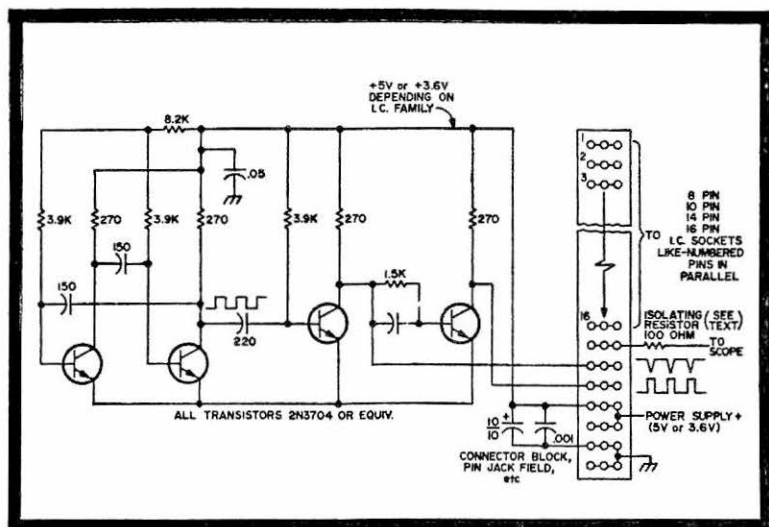 +5V or +3.6V
DEPENDING ON
I.C. FAMILY
8.2K
.05
3.9K
270
3.9K
270
3.9K
270
270
150
150
220
1.5K
1
2
3
TO
8 PIN
10 PIN
14 PIN
16 PIN
I.C. SOCKETS
LIKE-NUMBERED
PINS IN
PARALLEL
16
ISOLATING (SEE
RESISTOR TEXT)
100 OHM
TO
SCOPE
ALL TRANSISTORS 2N3704 OR EQUIV.
10
10
+
.001
POWER SUPPLY +
(5V or 3.6V)
CONNECTOR BLOCK,
PIN JACK FIELD,
etc